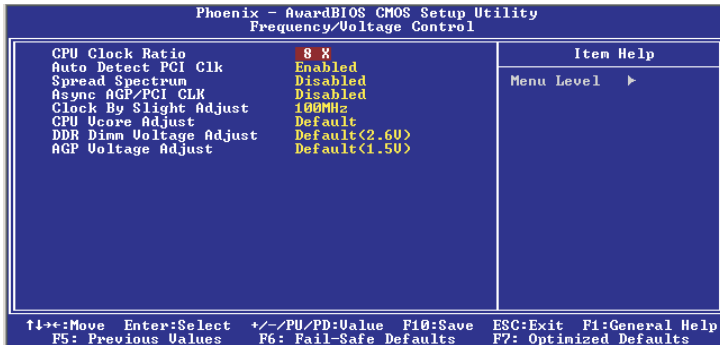 Phoenix - AwardBIOS CMOS Setup Utility
Frequency/Voltage Control
CPU Clock Ratio 8 X
Auto Detect PCI Clk Enabled
Spread Spectrum Disabled
Async AGP/PCI CLK Disabled
Clock By Slight Adjust 100MHz
CPU Vcore Adjust Default
DDR Dimm Voltage Adjust Default(2.6V)
AGP Voltage Adjust Default(1.5V)
Item Help
Menu Level ►
↑↓→←:Move Enter:Select +/-/PU/PD:Value F10:Save ESC:Exit F1:General Help
F5: Previous Values F6: Fail-Safe Defaults F7: Optimized Defaults